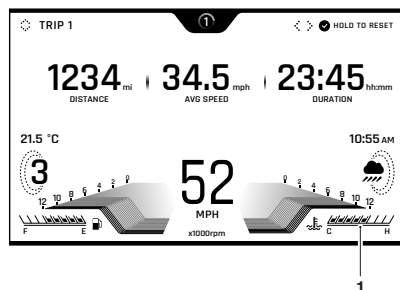 TRIP 1
1
HOLD TO RESET
1234 mi
34.5 mph
23:45 hh:mm
DISTANCE
AVG SPEED
DURATION
21.5 °C
10:55 AM
3
52
MPH
x1000rpm
12 10 8 6 4 2 0
0 2 4 6 8 10 12
F E
C H
1